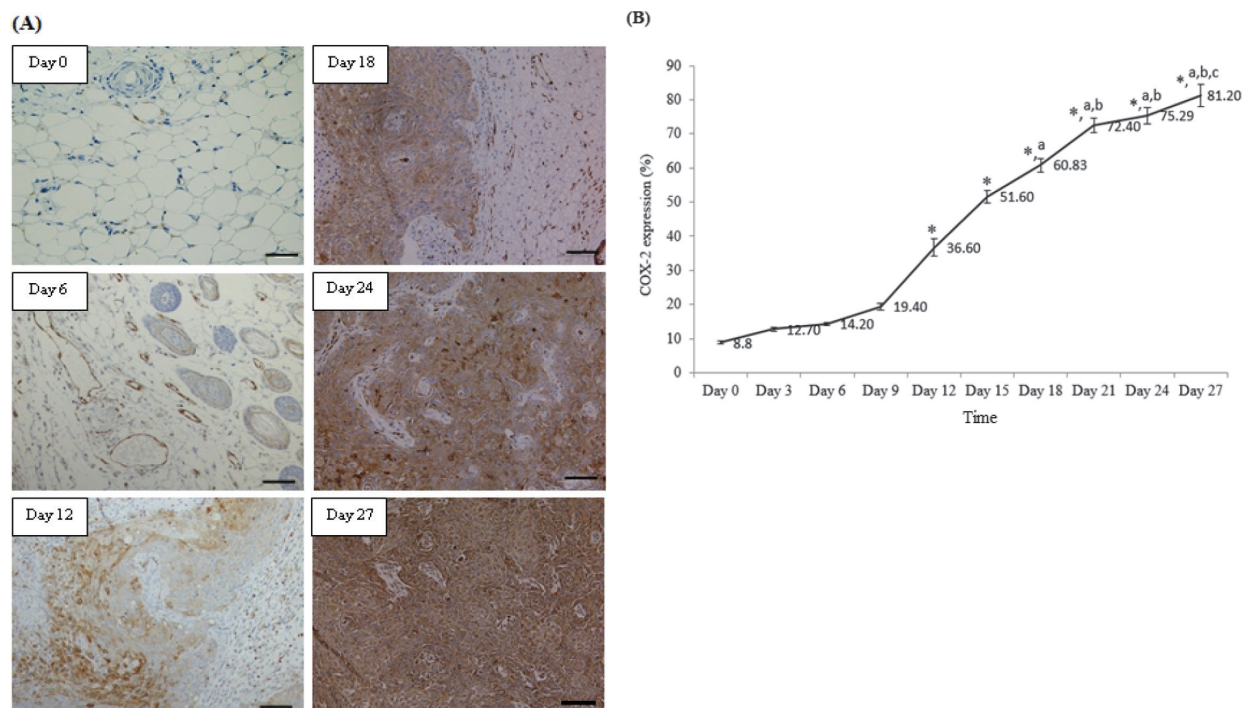 (A)
Day 0
Day 18
Day 6
Day 24
Day 12
Day 27
(B)
COX-2 expression (%)
90
80
70
60
50
40
30
20
10
0
8.8
12.70
14.20
19.40
* 
36.60
*
51.60
*, a
60.83
*, a,b
72.40
*, a,b
75.29
*, a,b,c
81.20
Day 0 Day 3 Day 6 Day 9 Day 12 Day 15 Day 18 Day 21 Day 24 Day 27
Time